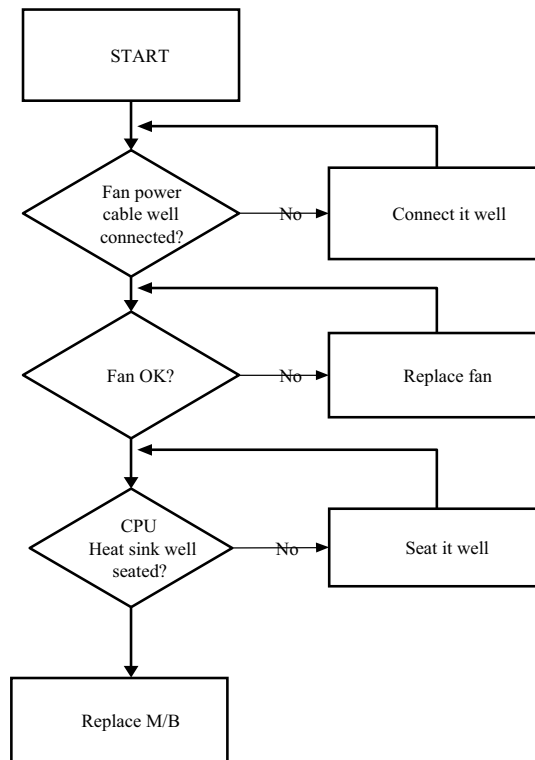 START
Fan power
cable well
connected?
No
Connect it well
Fan OK?
No
Replace fan
CPU
Heat sink well
seated?
No
Seat it well
Replace M/B